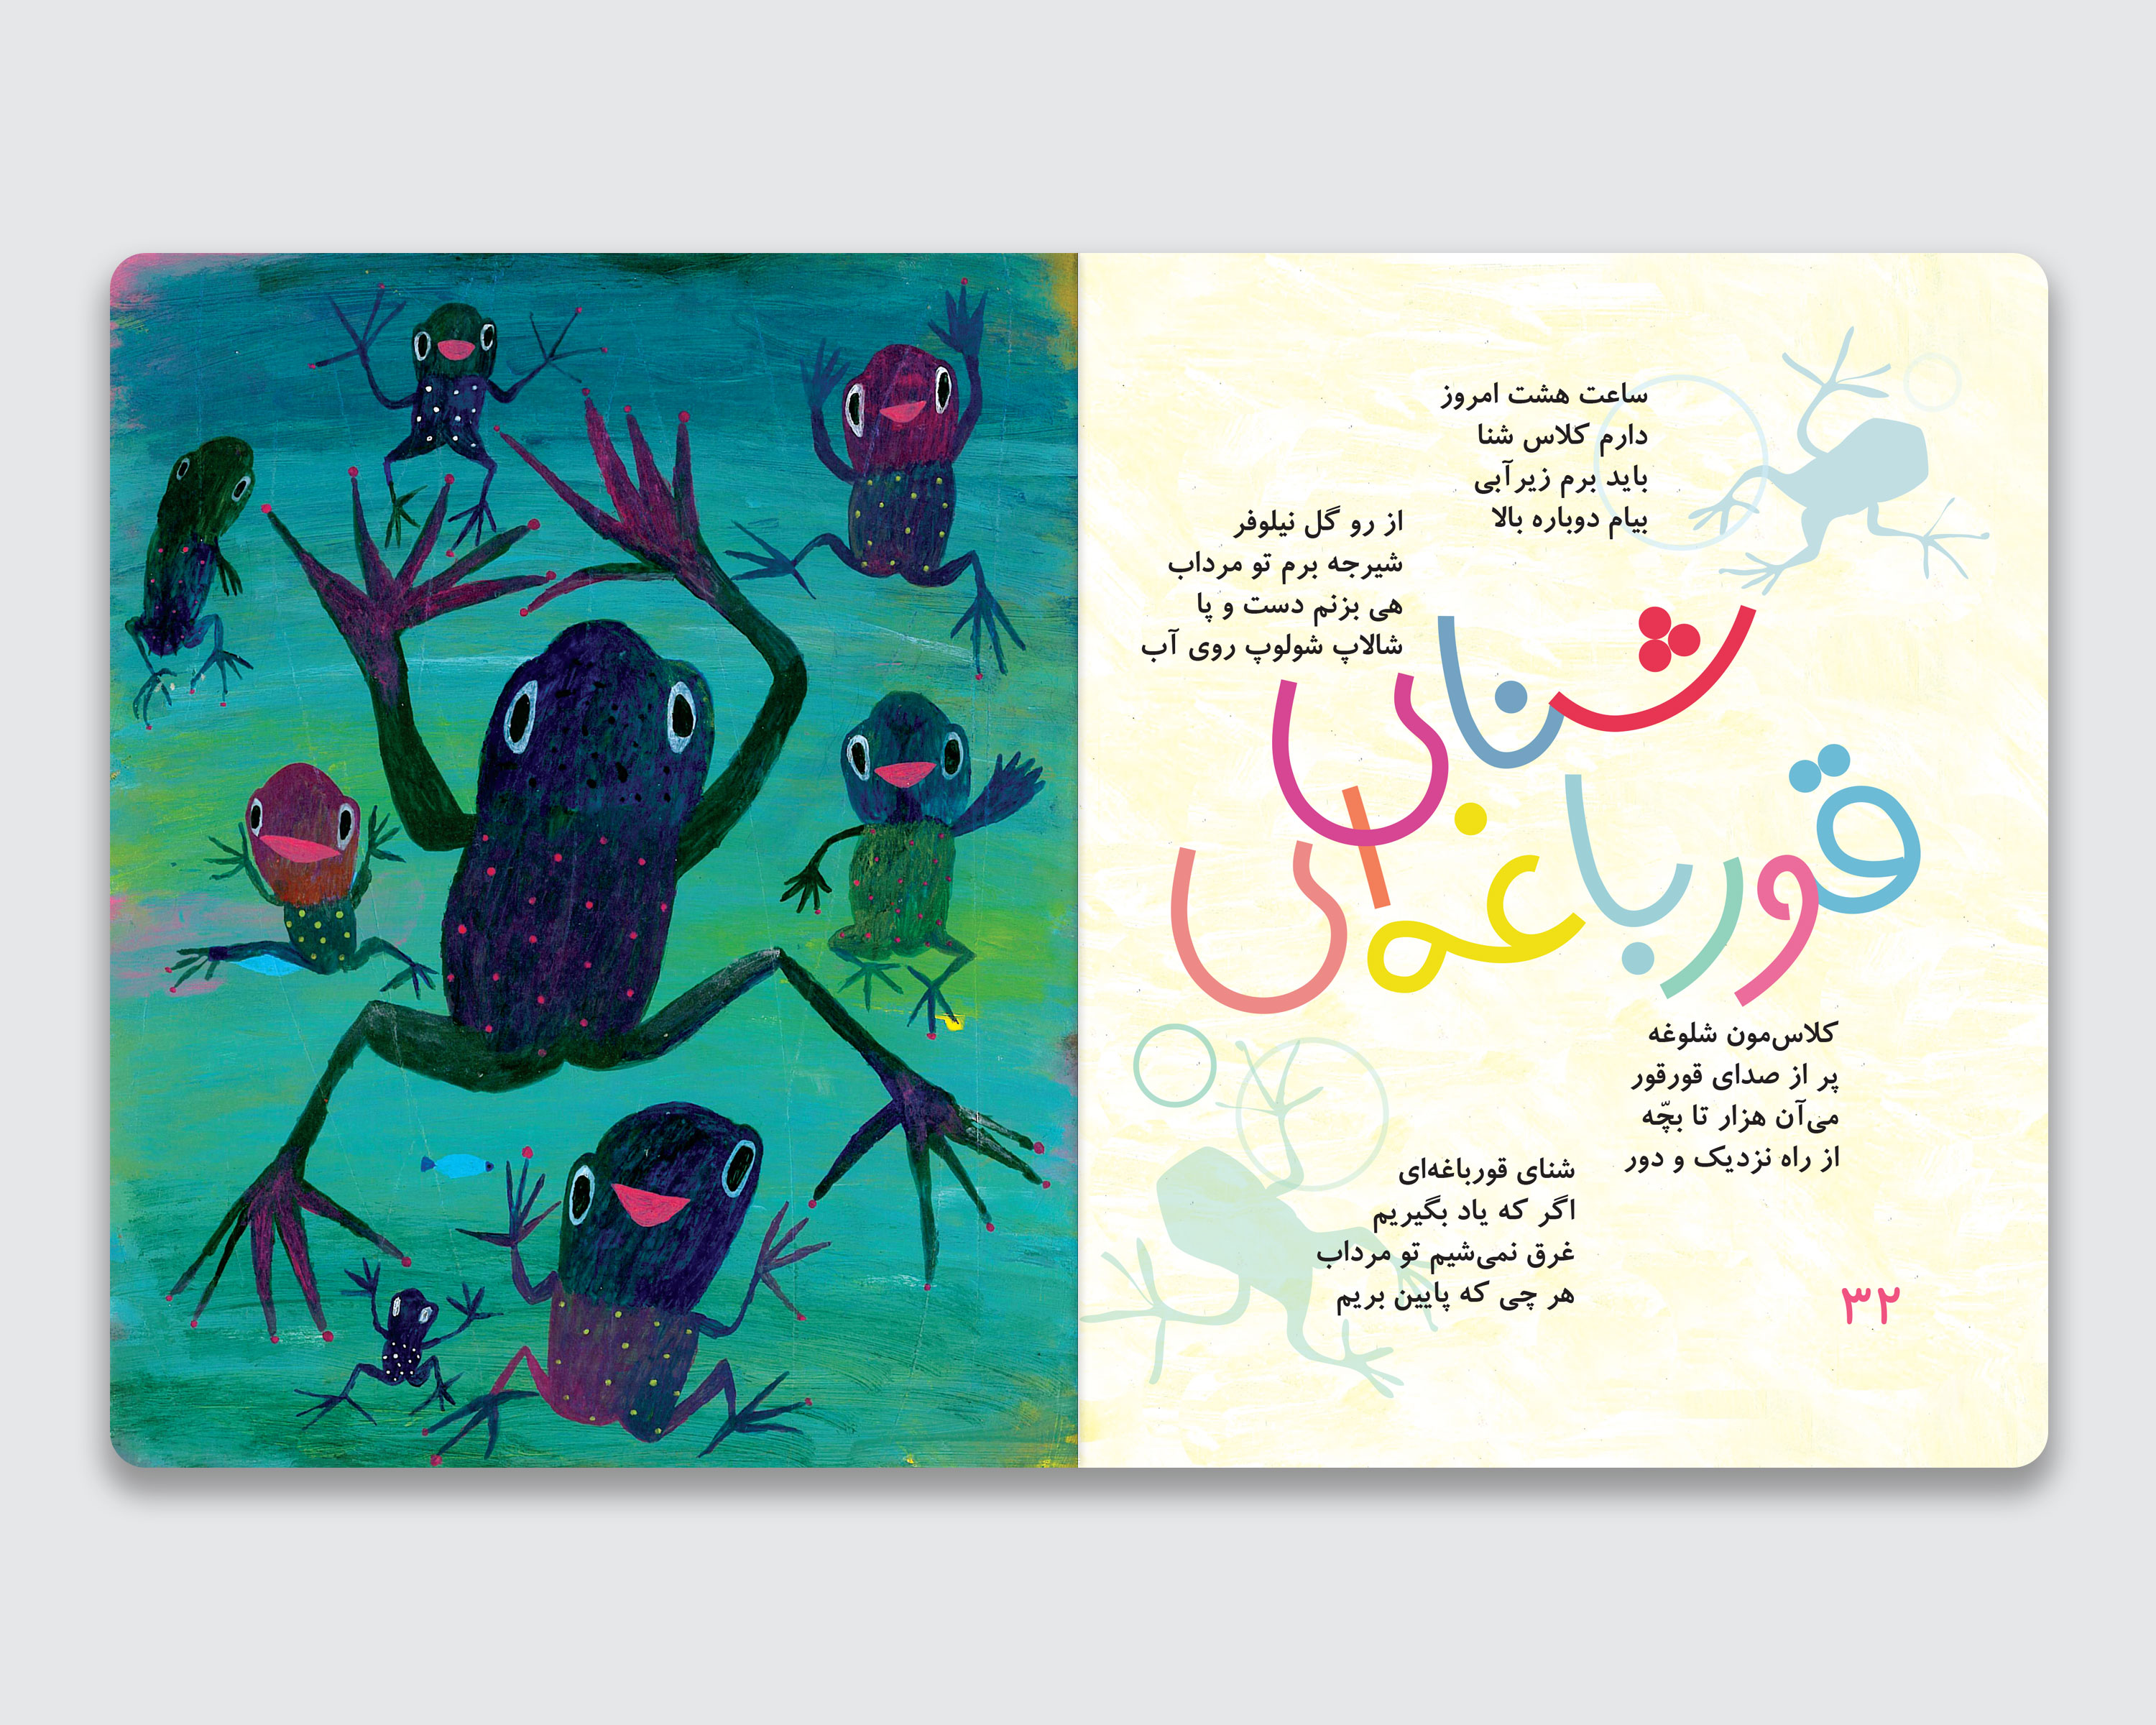 ساعت هشت امروز
دارم کلاس شنا
باید برم زیرآبی
بیام دوباره بالا
از رو گل نیلوفر
شیرجه برم تو مرداب
هی بزنم دست و پا
شالاپ شولوپ روی آب
شنای
قورباغه‌ای
کلاس‌مون شلوغه
پر از صدای قورقور
می‌آن هزار تا بچّه
از راه نزدیک و دور
شنای قورباغه‌ای
اگر که یاد بگیریم
غرق نمی‌شیم تو مرداب
هر چی که پایین بریم
۳۲